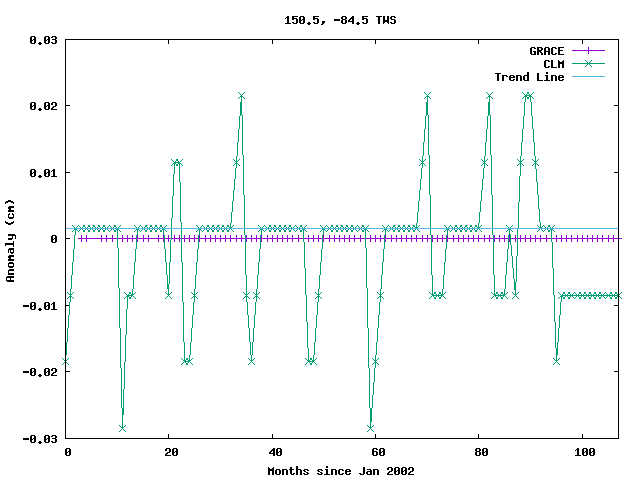 150.5, -84.5 TWS
GRACE
CLM
Trend Line
0.03
0.02
0.01
0
-0.01
-0.02
-0.03
Anomaly (cm)
0 20 40 60 80 100
Months since Jan 2002